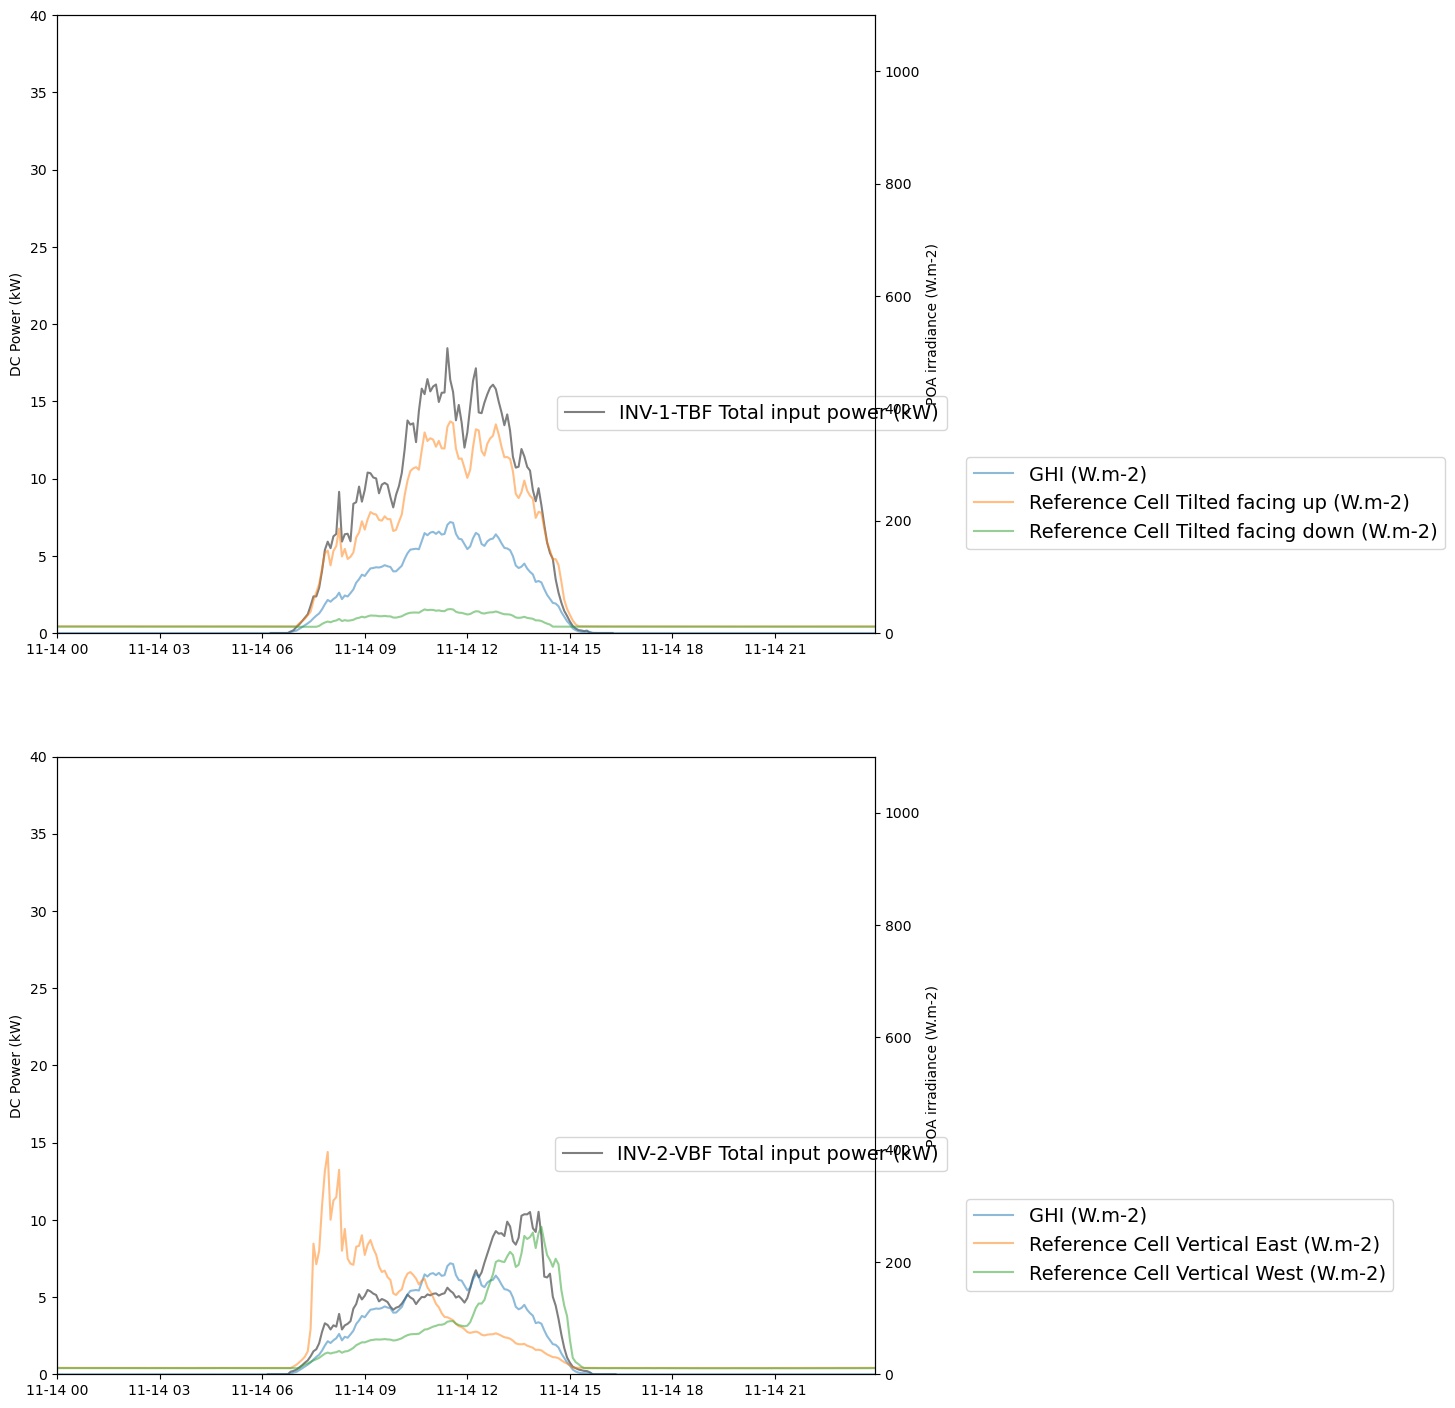 40
35
30
25
20
15
10
5
0
DC Power (kW)
1000
800
600
400
200
0
POA irradiance (W.m-2)
INV-1-TBF Total input power (kW)
GHI (W.m-2)
Reference Cell Tilted facing up (W.m-2)
Reference Cell Tilted facing down (W.m-2)
11-14 00 11-14 03 11-14 06 11-14 09 11-14 12 11-14 15 11-14 18 11-14 21
40
35
30
25
20
15
10
5
0
DC Power (kW)
1000
800
600
400
200
0
POA irradiance (W.m-2)
INV-2-VBF Total input power (kW)
GHI (W.m-2)
Reference Cell Vertical East (W.m-2)
Reference Cell Vertical West (W.m-2)
11-14 00 11-14 03 11-14 06 11-14 09 11-14 12 11-14 15 11-14 18 11-14 21